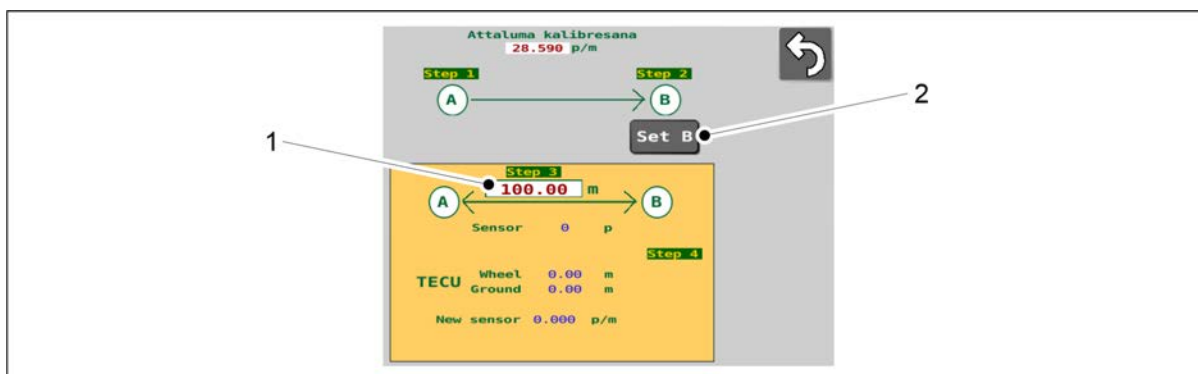 Attaluma kalibresana
28.590 p/m
Step 1 Step 2
A B
Set B
2
1
Step 3
100.00 m
A B
Sensor 0 p
Step 4
TECU Wheel 0.00 m
Ground 0.00 m
New sensor 0.000 p/m